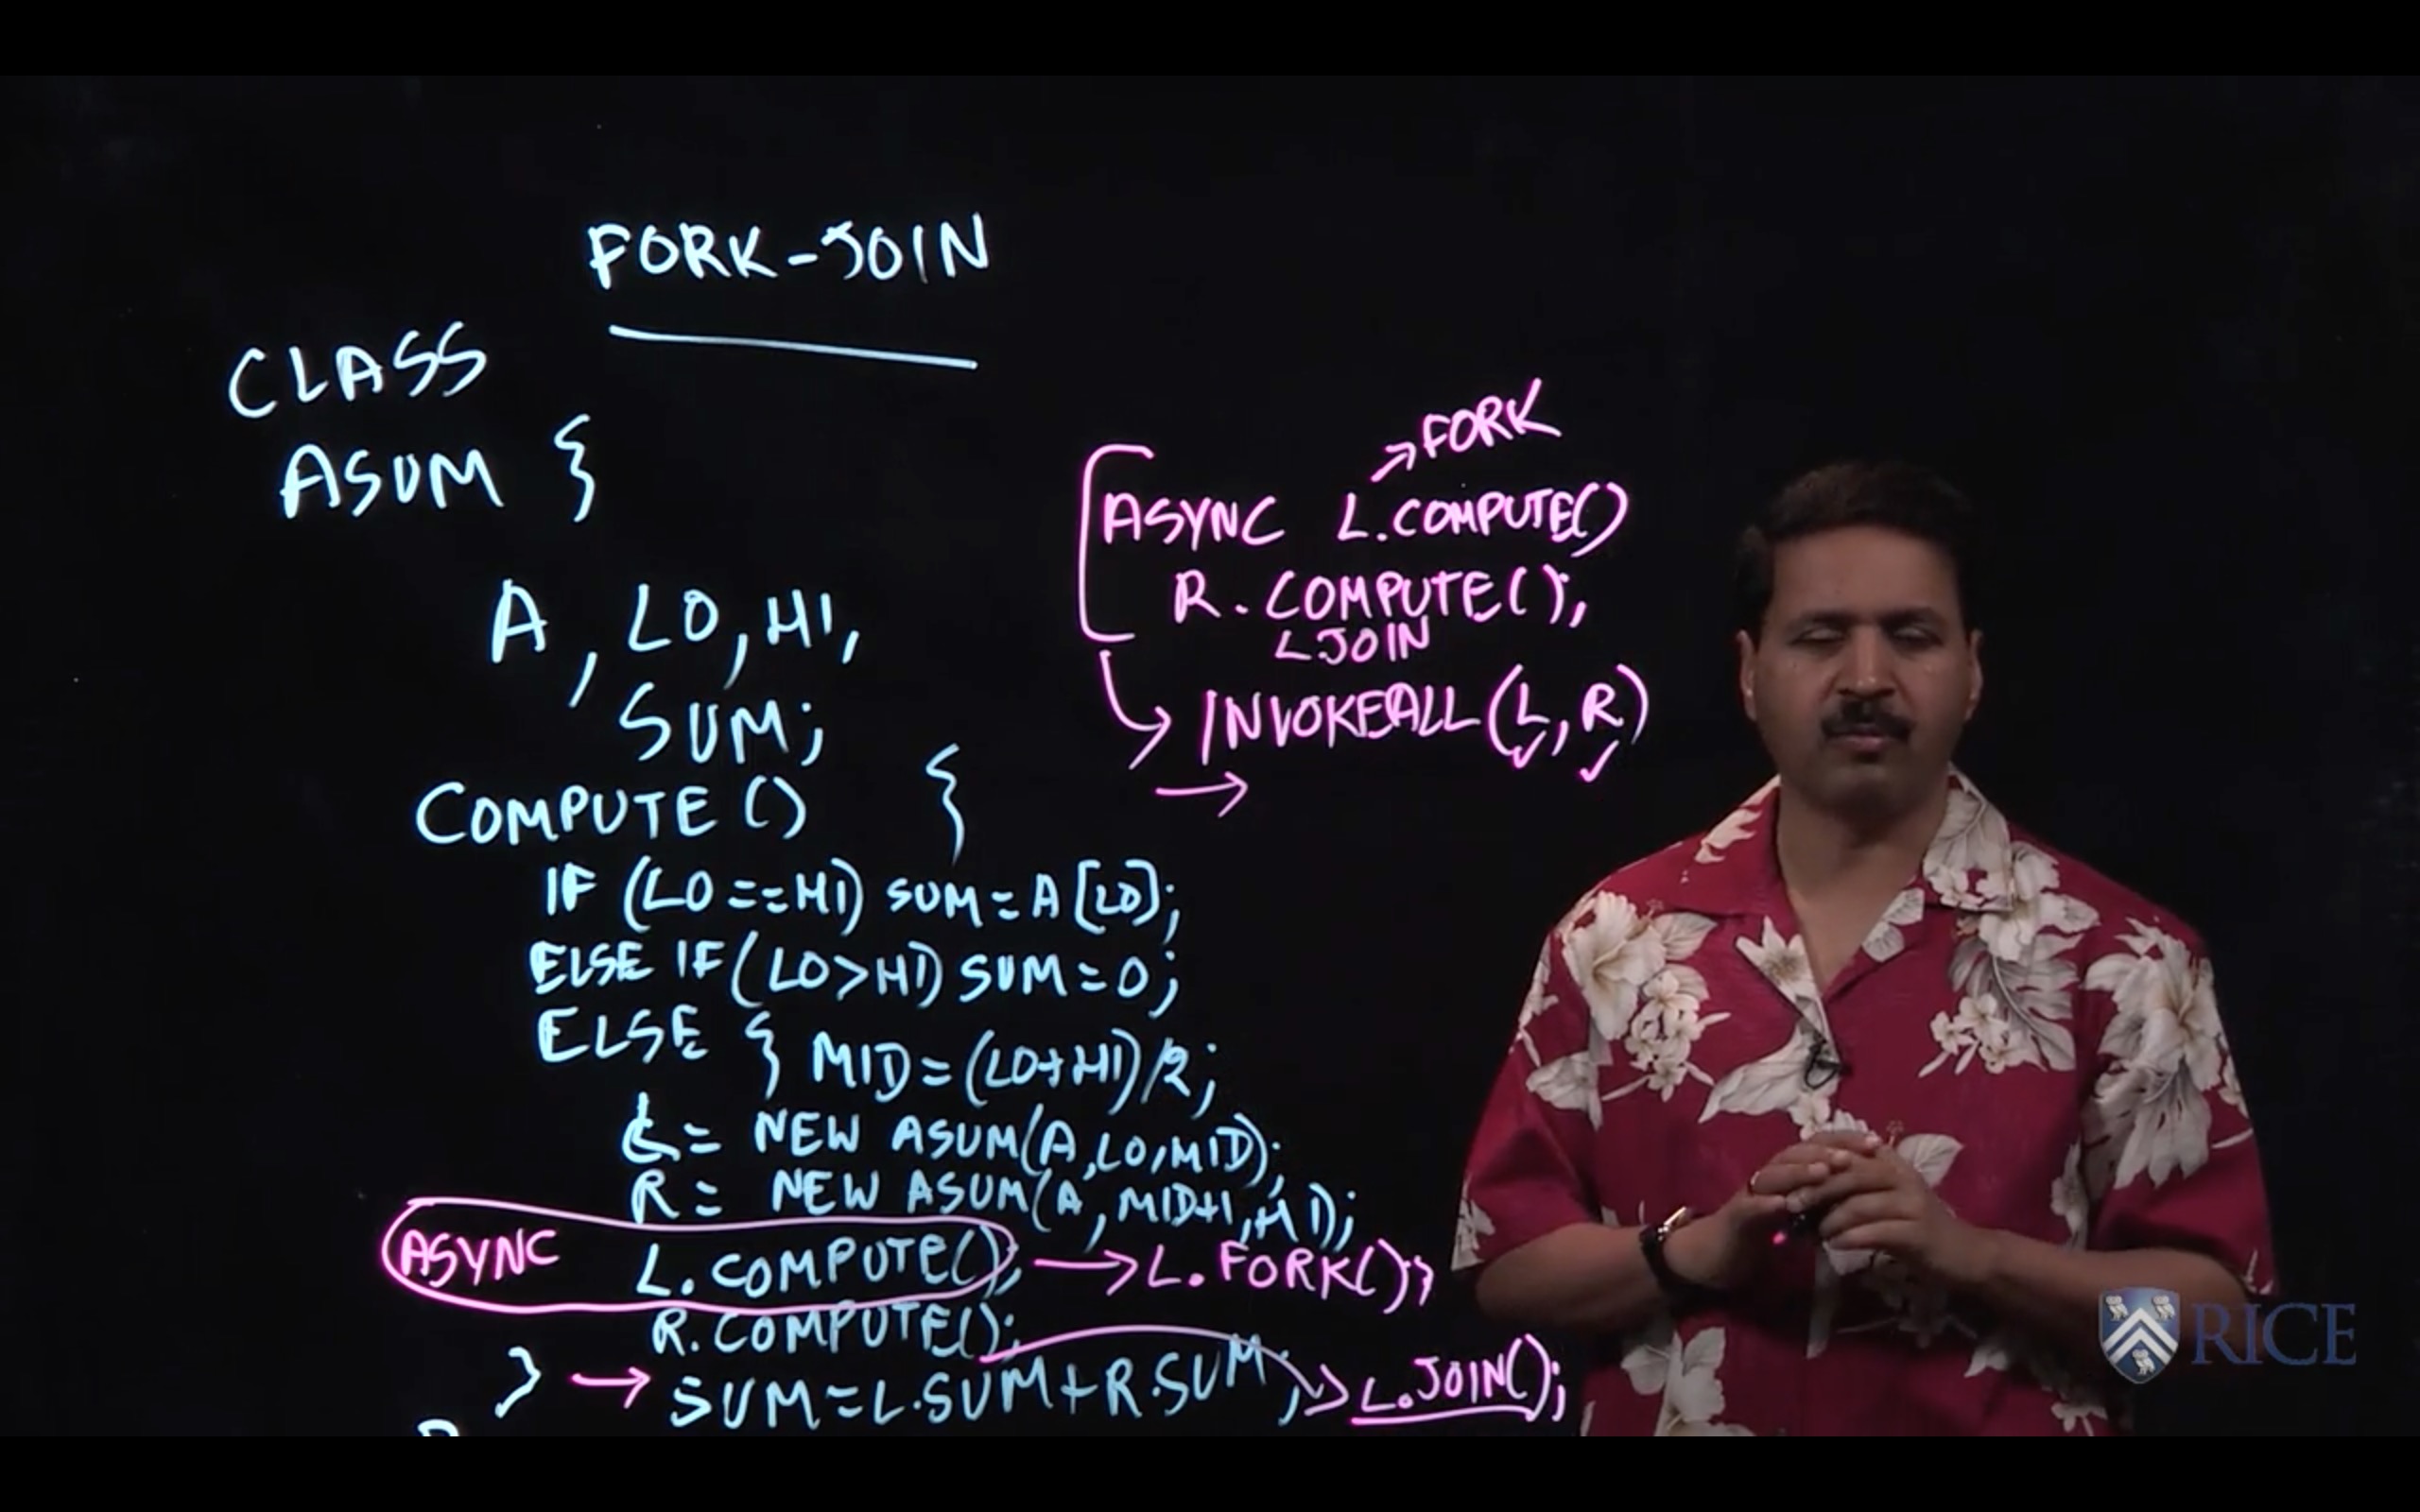 FORK-JOIN
CLASS
ASUM {
A, LO, HI,
SUM;
COMPUTE() {
IF (LO==HI) SUM=A[LO];
ELSE IF(LO>HI) SUM=0;
ELSE { MID=(LO+HI)/2;
L= NEW ASUM(A,LO,MID);
R= NEW ASUM(A,MID+1,HI);
ASYNC L.COMPUTE(); → L.FORK();
R.COMPUTE();
} → SUM=L.SUM+R.SUM; → L.JOIN();
→FORK
ASYNC L.COMPUTE()
R.COMPUTE();
L.JOIN
→ INVOKEALL(L,R)
→
RICE